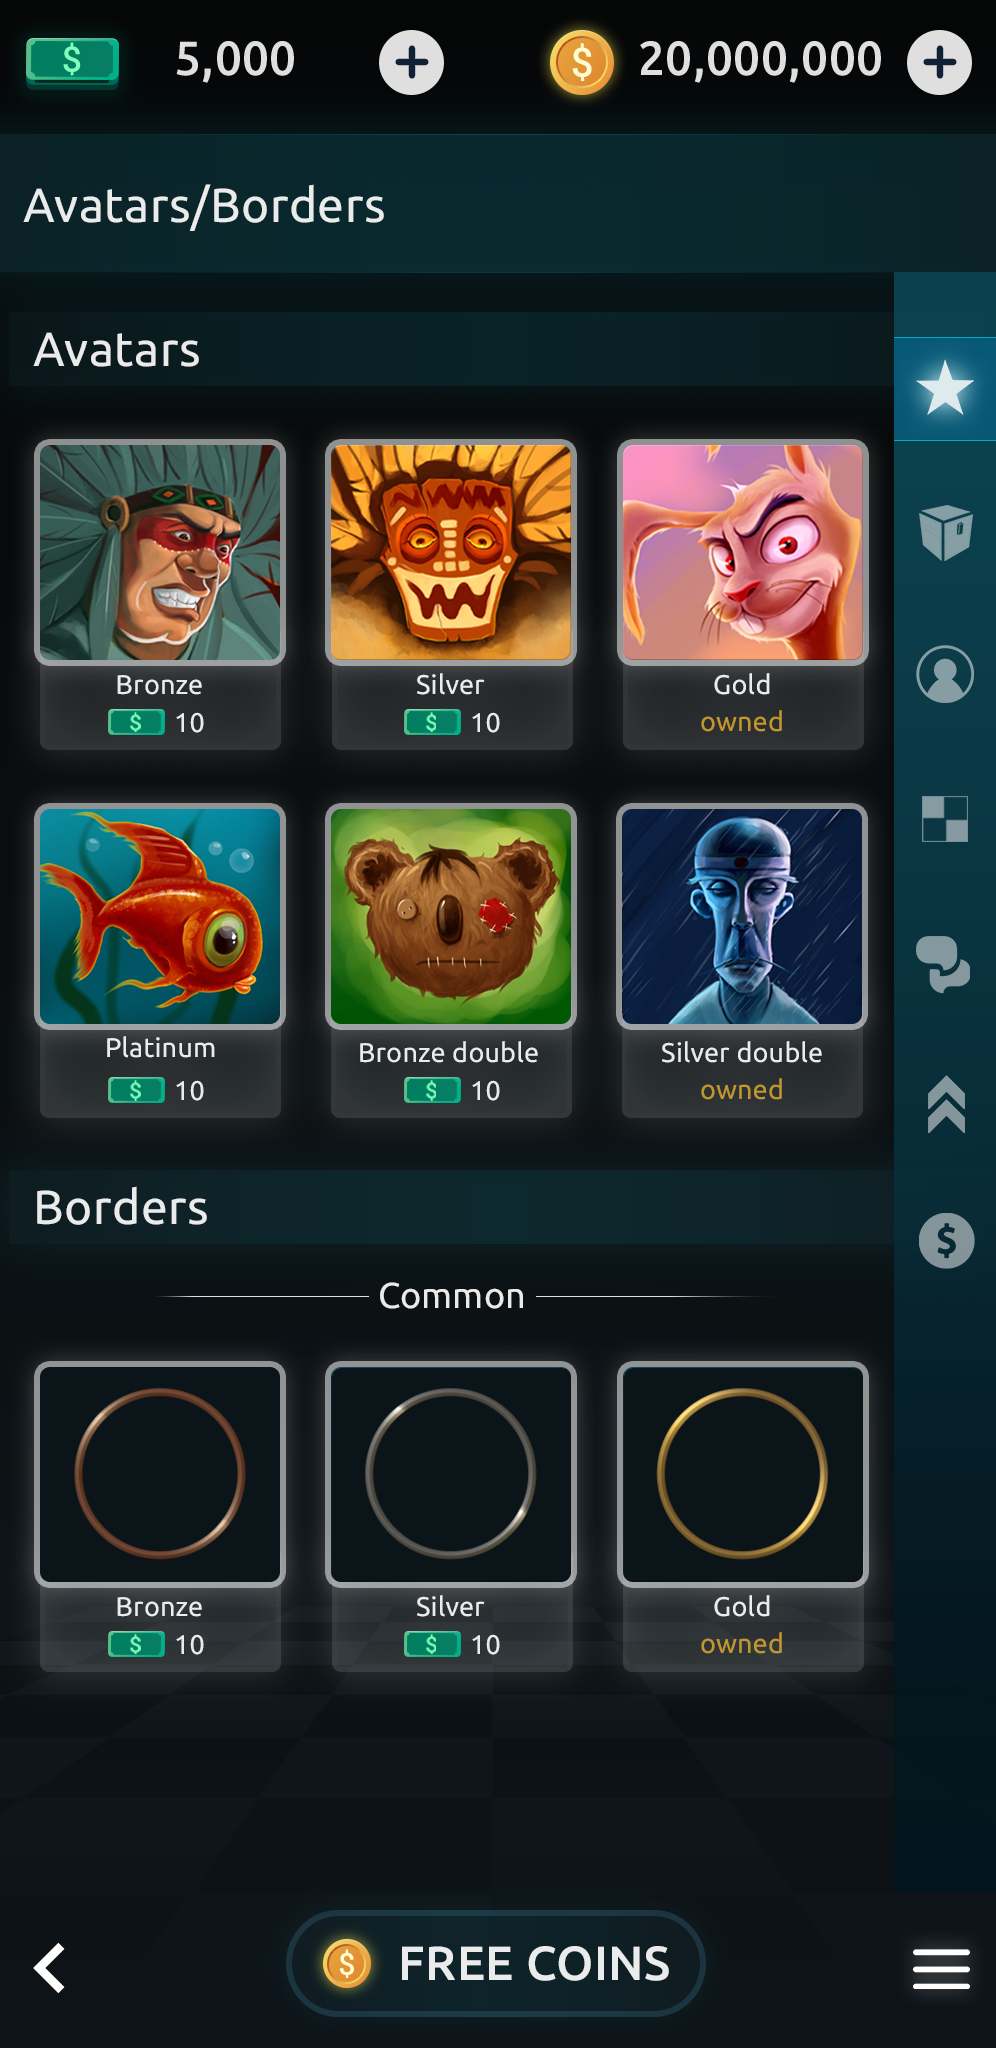 5,000 20,000,000
Avatars/Borders
Avatars
Bronze Silver Gold
$ 10 $ 10 owned
Platinum Bronze double Silver double
$ 10 $ 10 owned
Borders
Common
Bronze Silver Gold
$ 10 $ 10 owned
FREE COINS